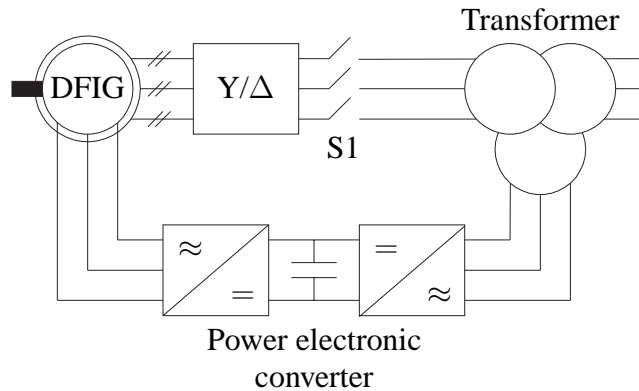 Transformer
DFIG
Y/Δ
S1
≈
=
=
≈
Power electronic
converter